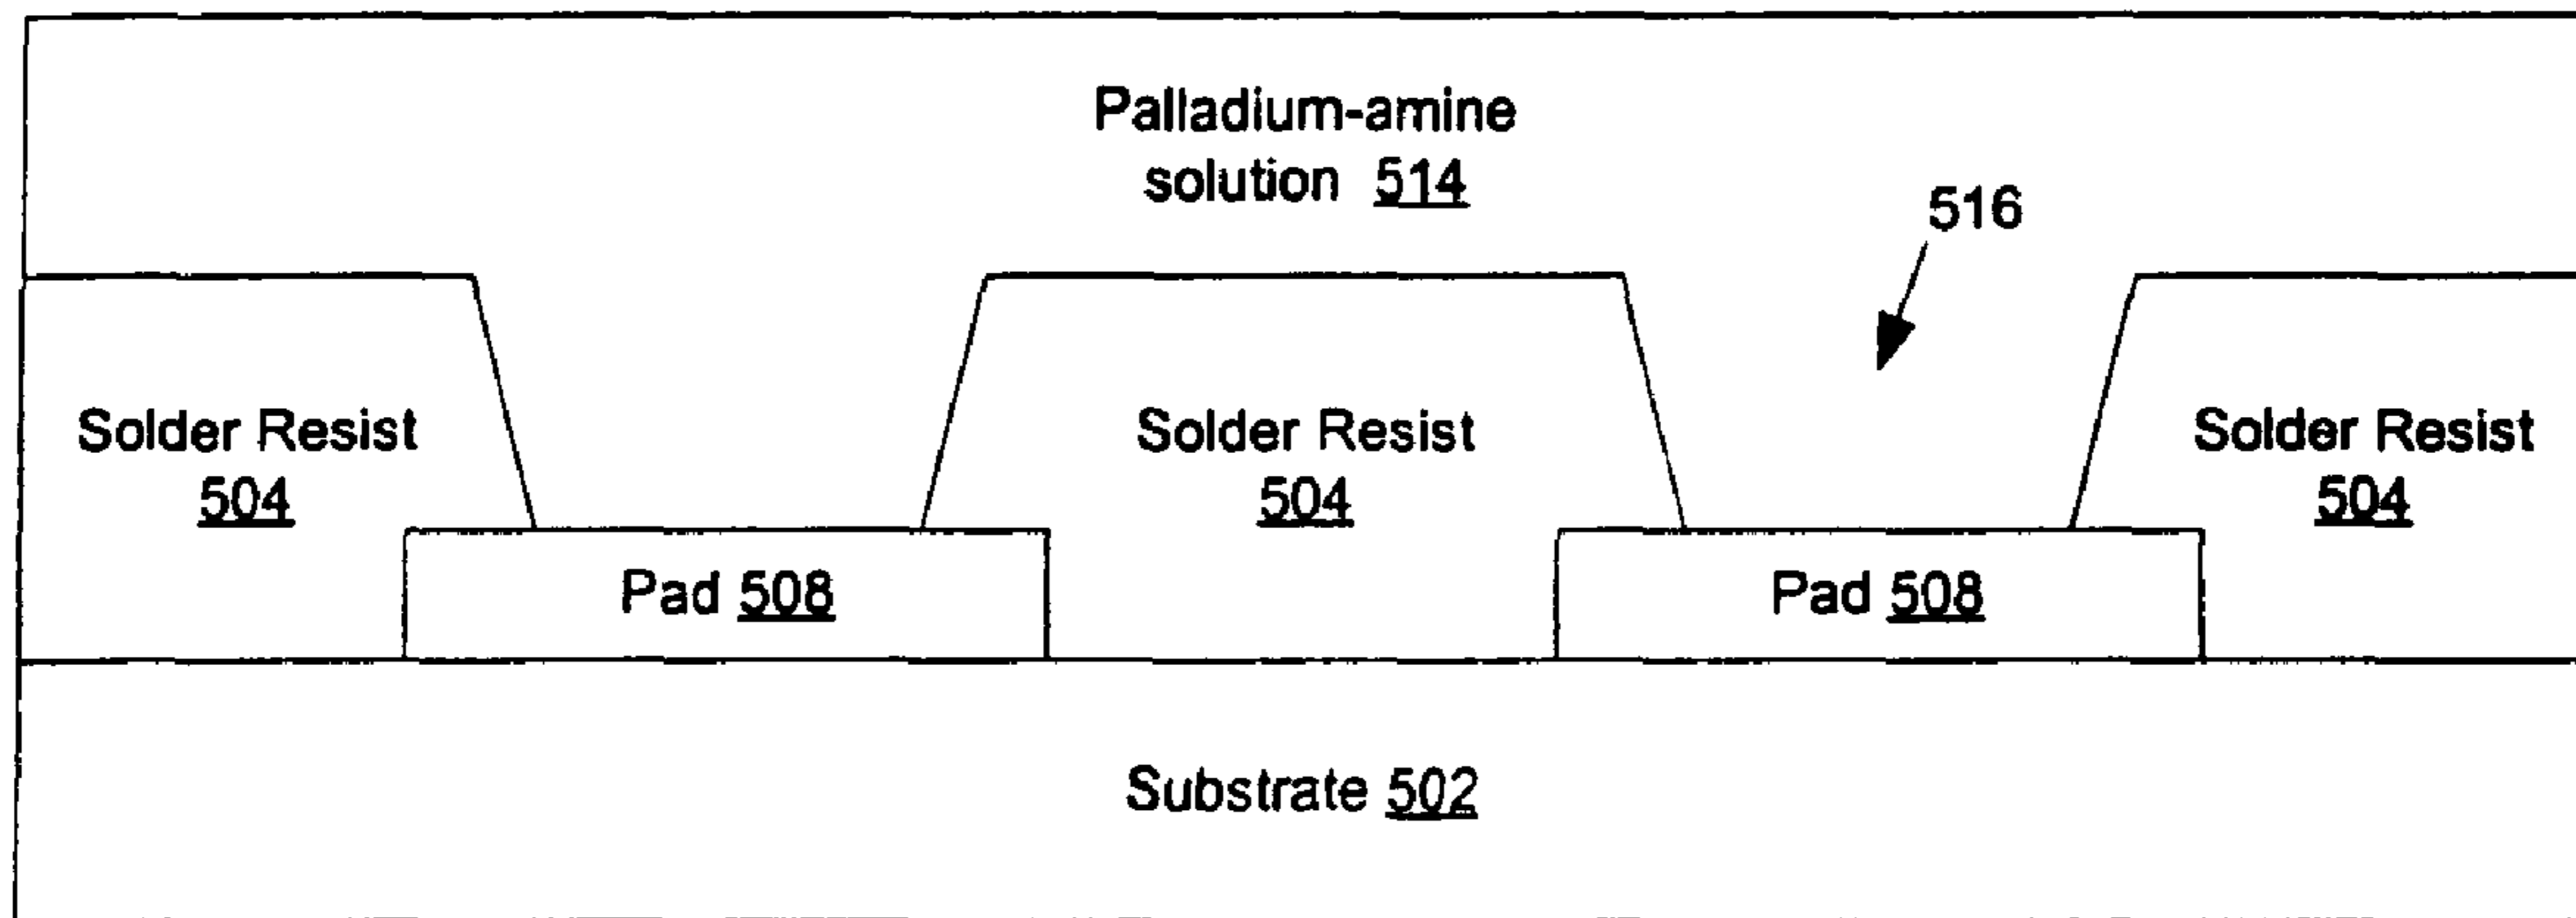 Palladium-amine
solution 514
516
Solder Resist
504
Solder Resist
504
Solder Resist
504
Pad 508
Pad 508
Substrate 502